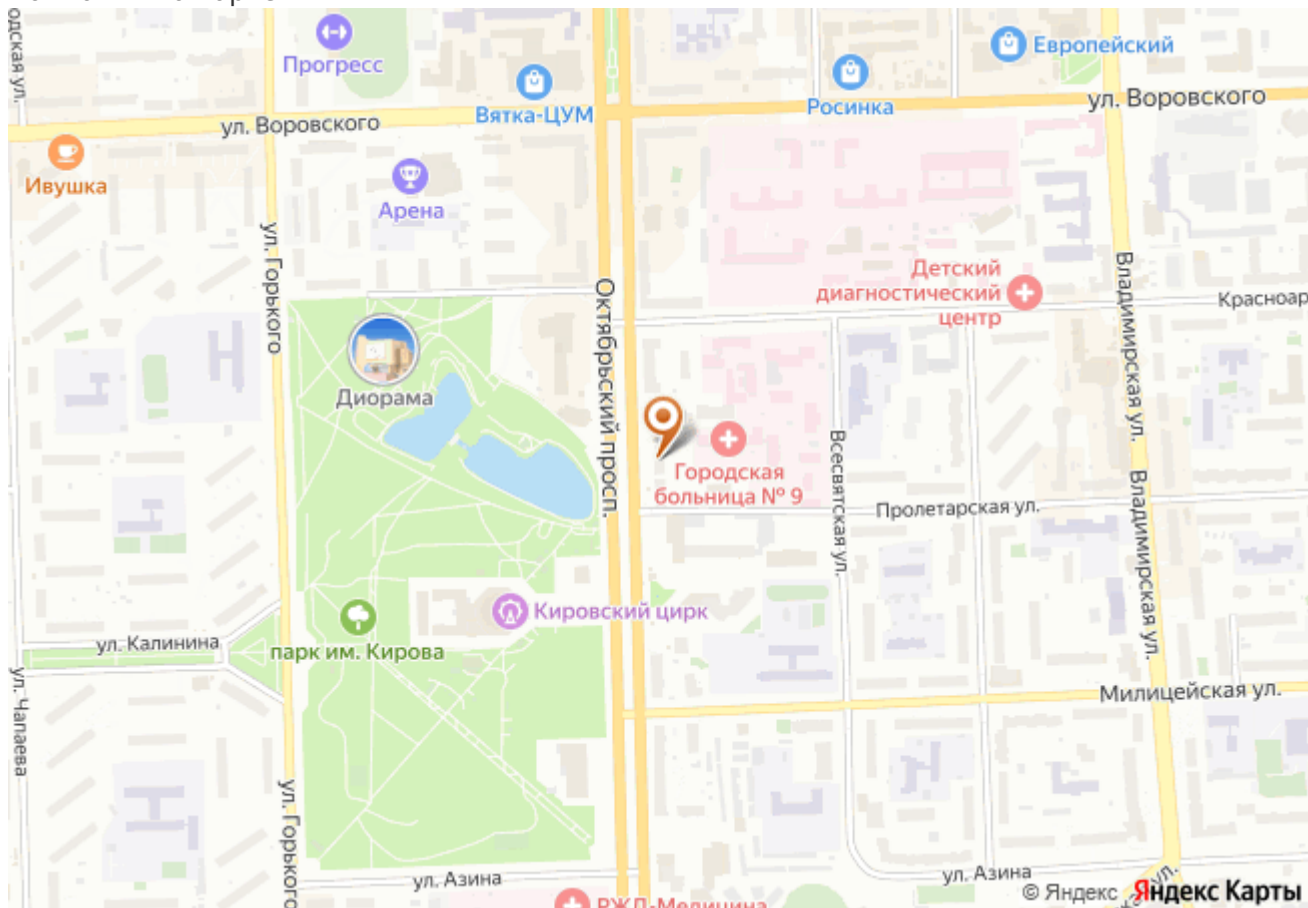 Прогресс
Европейский
Вятка-ЦУМ
Росинка
ул. Воровского
ул. Воровского
Ивушка
Арена
ул. Горького
Октябрьский просп.
Детский
диагностический
центр
Владимирская ул.
Красноар
Диорама
Городская
больница № 9
Всесвятская ул.
Пролетарская ул.
Владимирская ул.
Кировский цирк
ул. Калинина
парк им. Кирова
ул. Чапаева
Милицейская ул.
ул. Горького
ул. Азина
ул. Азина
РЖД-Медицина
© Яндекс Яндекс Карты